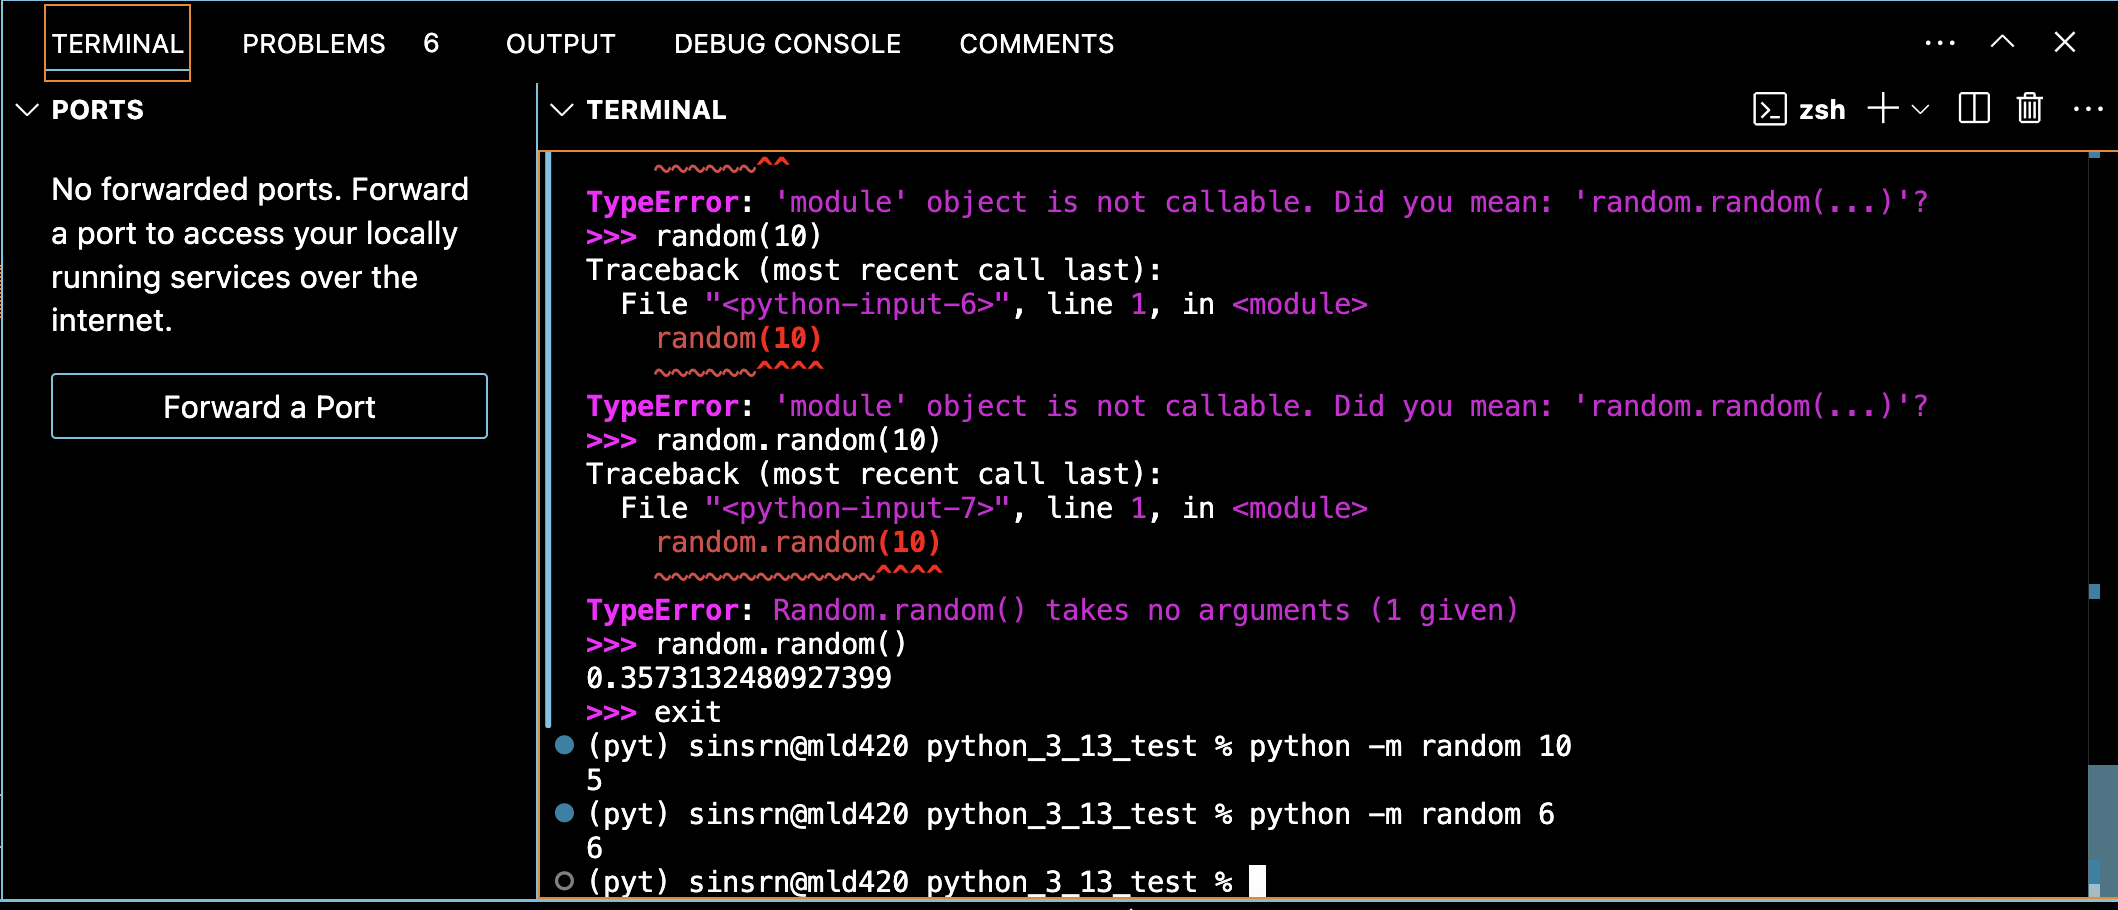 TERMINAL PROBLEMS 6 OUTPUT DEBUG CONSOLE COMMENTS
PORTS
No forwarded ports. Forward
a port to access your locally
running services over the
internet.
Forward a Port
TERMINAL
zsh
~~~~~~^^
TypeError: 'module' object is not callable. Did you mean: 'random.random(...)'?
>>> random(10)
Traceback (most recent call last):
  File "<python-input-6>", line 1, in <module>
    random(10)
    ~~~~~~^^^^
TypeError: 'module' object is not callable. Did you mean: 'random.random(...)'?
>>> random.random(10)
Traceback (most recent call last):
  File "<python-input-7>", line 1, in <module>
    random.random(10)
    ~~~~~~~~~~~~~^^^^
TypeError: Random.random() takes no arguments (1 given)
>>> random.random()
0.3573132480927399
>>> exit
(pyt) sinsrn@mld420 python_3_13_test % python -m random 10
5
(pyt) sinsrn@mld420 python_3_13_test % python -m random 6
6
(pyt) sinsrn@mld420 python_3_13_test %